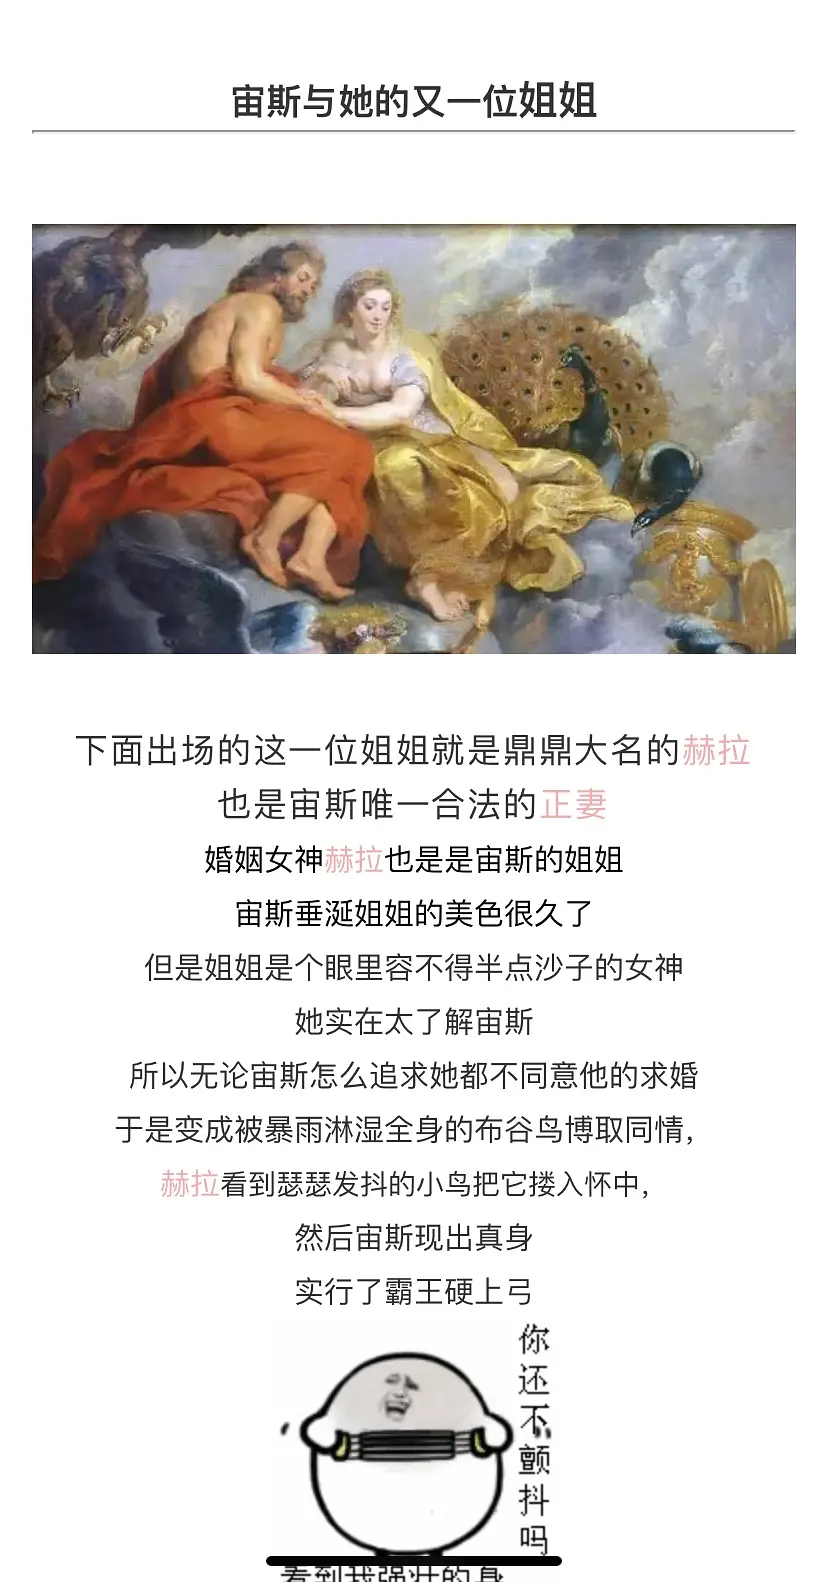 宙斯与她的又一位姐姐
下面出场的这一位姐姐就是鼎鼎大名的赫拉
也是宙斯唯一合法的正妻
婚姻女神赫拉也是是宙斯的姐姐
宙斯垂涎姐姐的美色很久了
但是姐姐是个眼里容不得半点沙子的女神
她实在太了解宙斯
所以无论宙斯怎么追求她都不同意他的求婚
于是变成被暴雨淋湿全身的布谷鸟博取同情，
赫拉看到瑟瑟发抖的小鸟把它搂入怀中，
然后宙斯现出真身
实行了霸王硬上弓
你还不颤抖吗
看到我强壮的身